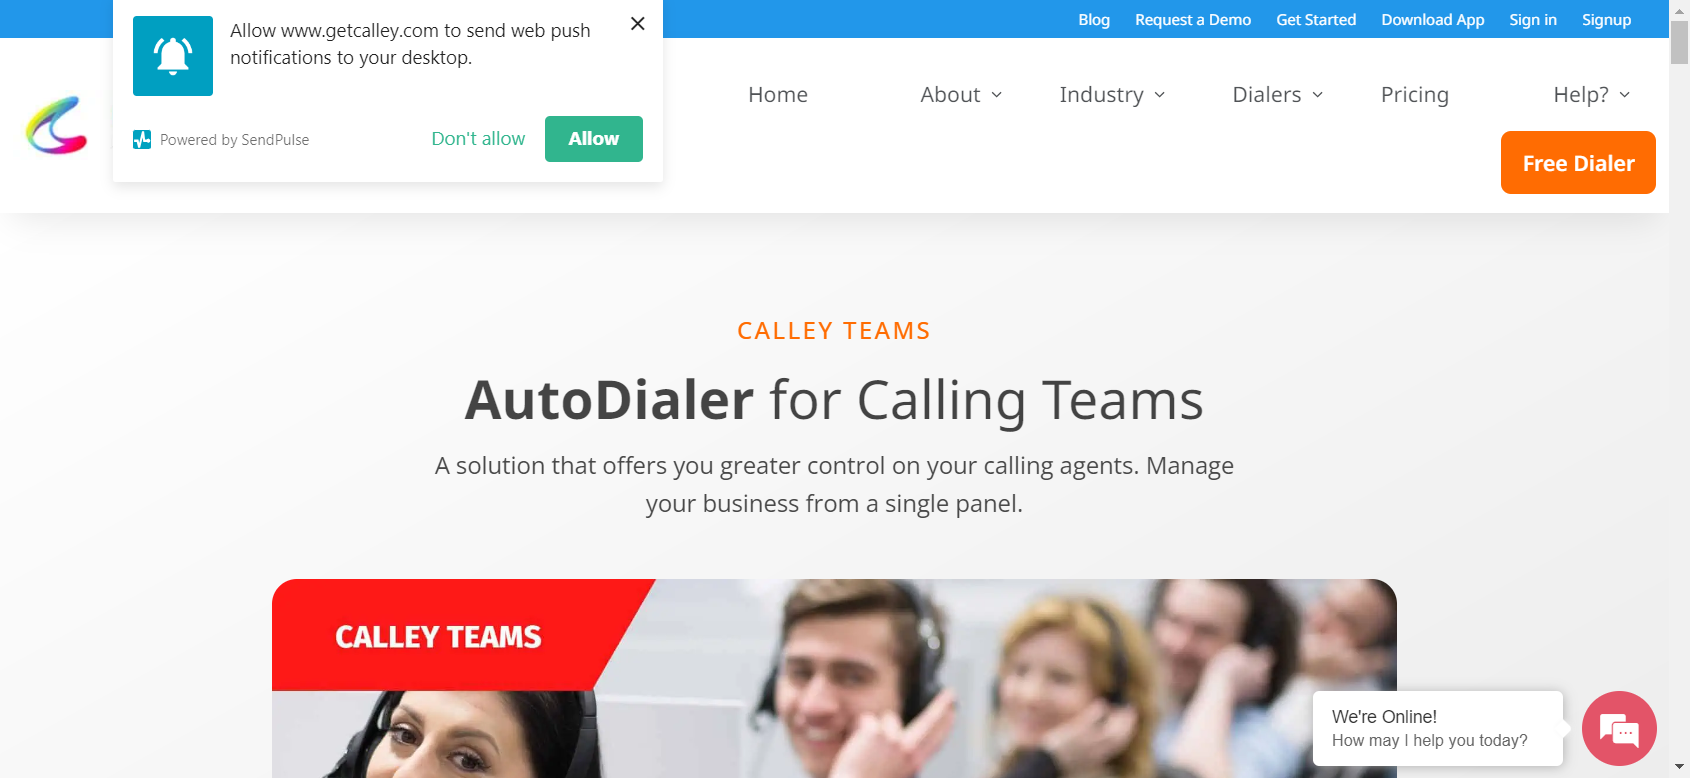 Allow www.getcalley.com to send web push
notifications to your desktop.
Powered by SendPulse
Don't allow
Allow
Blog
Request a Demo
Get Started
Download App
Sign in
Signup
Home
About
Industry
Dialers
Pricing
Help?
Free Dialer
CALLEY TEAMS
AutoDialer for Calling Teams
A solution that offers you greater control on your calling agents. Manage
your business from a single panel.
CALLEY TEAMS
We're Online!
How may I help you today?